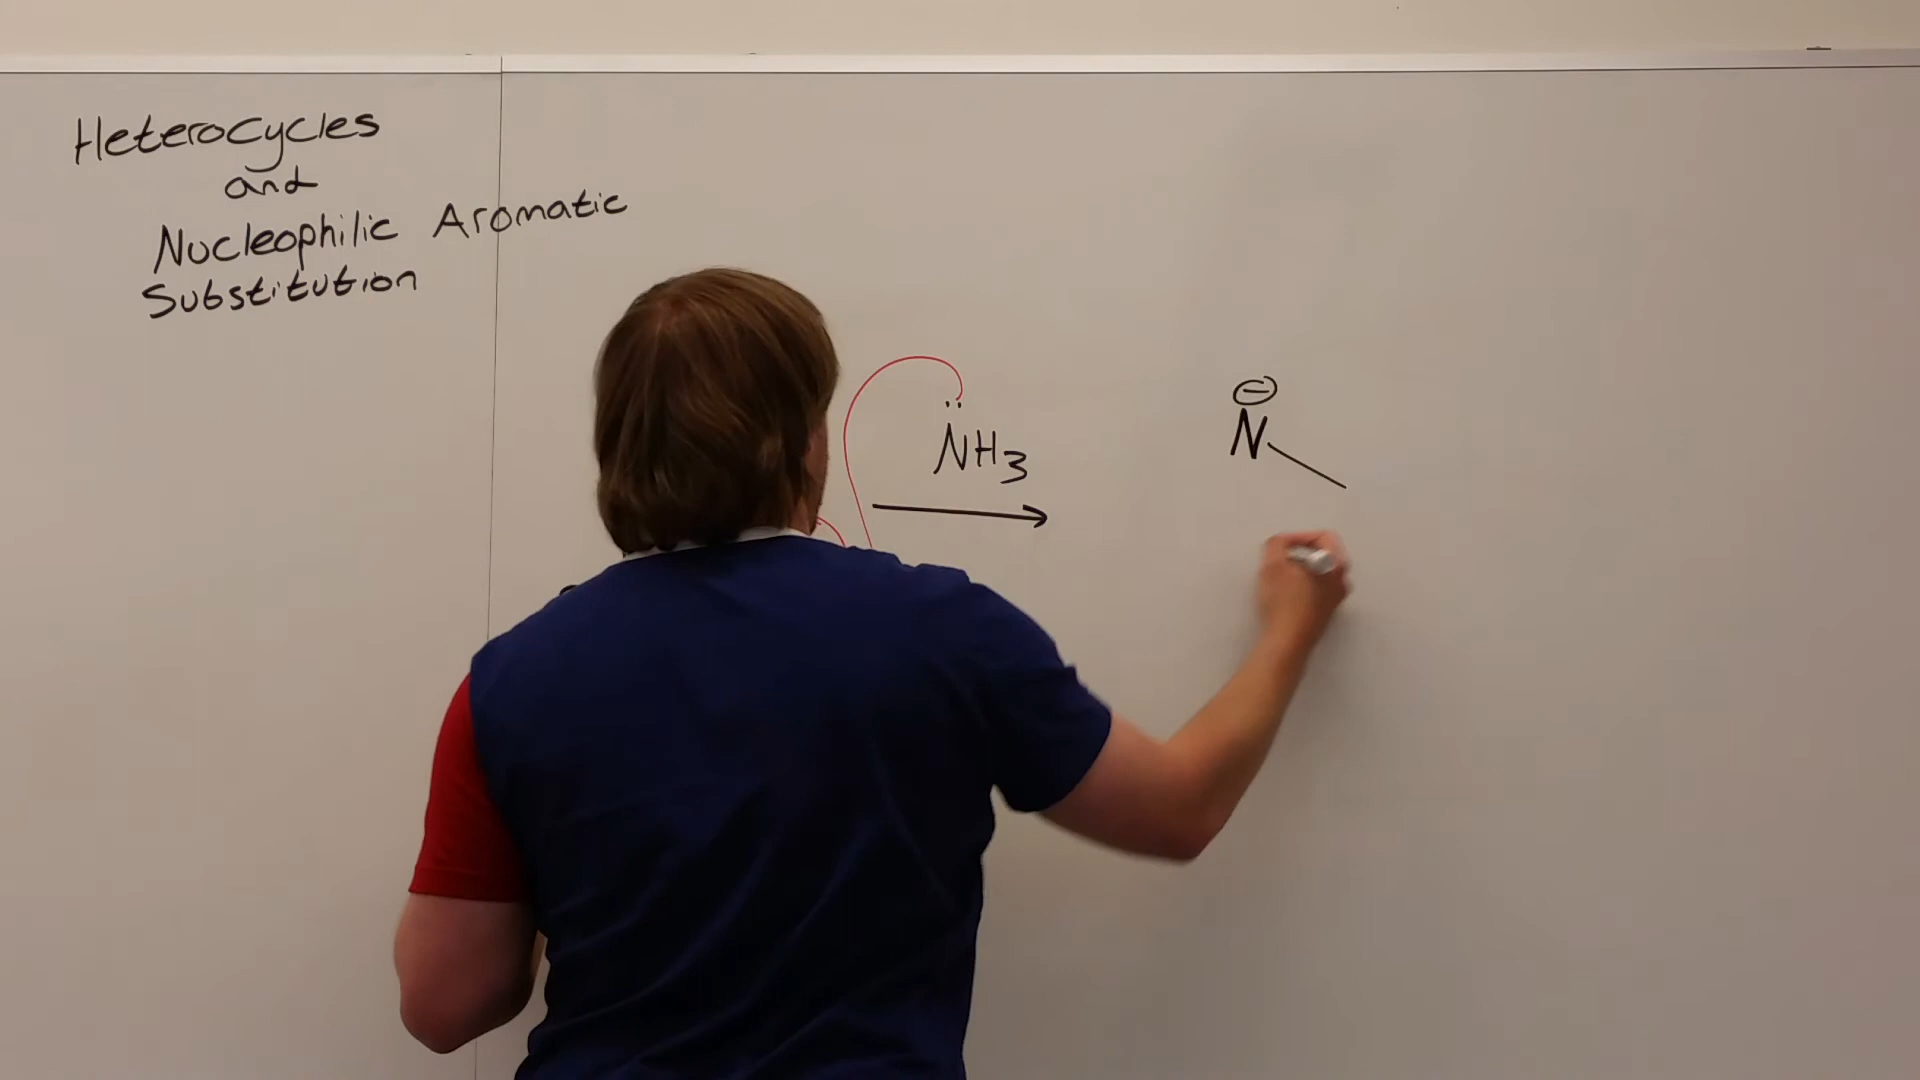 Heterocycles
and
Nucleophilic Aromatic
Substitution
NH3
⊖
N